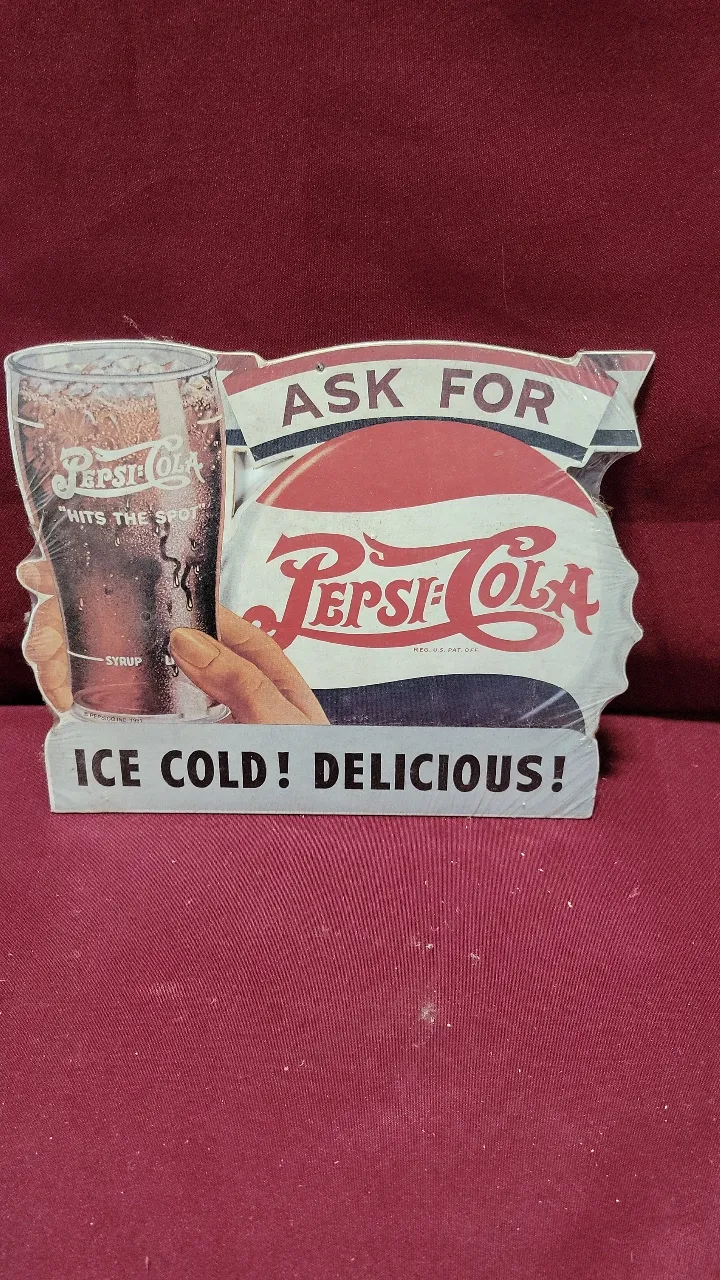 ASK FOR
PEPSI:COLA
"HITS THE SPOT"
PEPSI:COLA
REG. U.S. PAT. OFF.
SYRUP
ICE COLD! DELICIOUS!